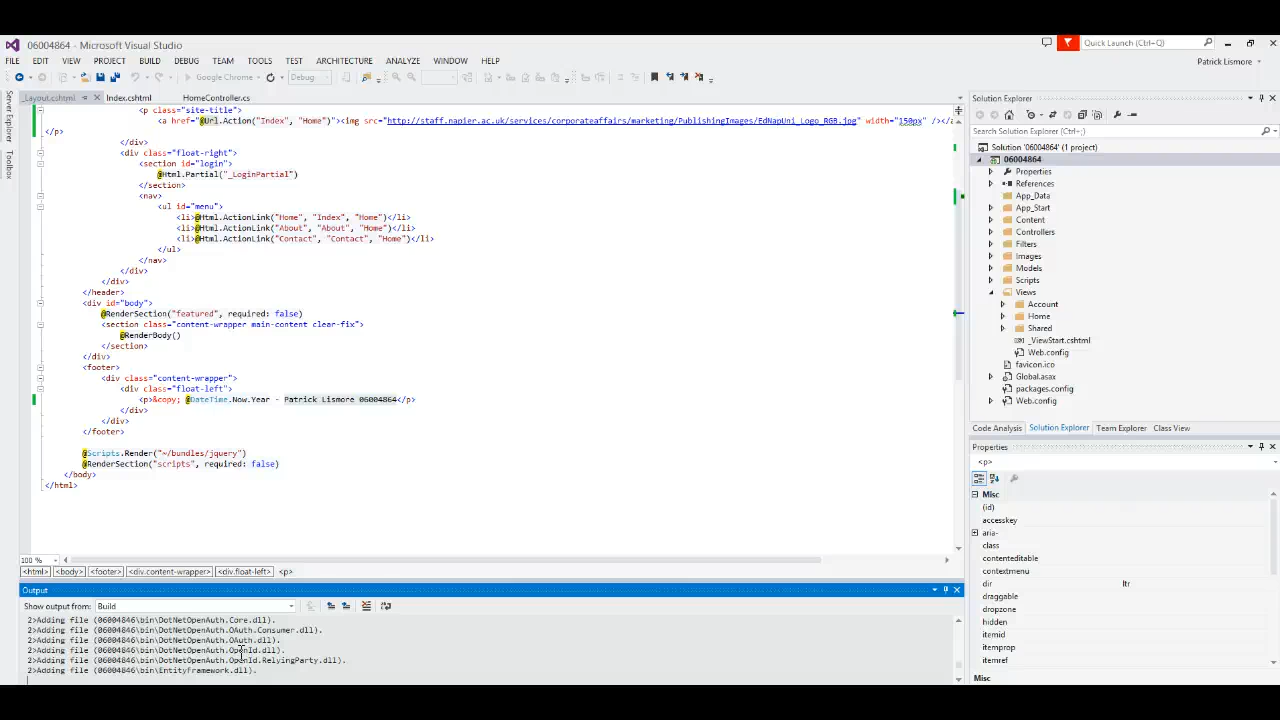 06004864 - Microsoft Visual Studio
Quick Launch (Ctrl+Q)
FILE EDIT VIEW PROJECT BUILD DEBUG TEAM TOOLS TEST ARCHITECTURE ANALYZE WINDOW HELP
Patrick Lismore
Google Chrome Debug
_Layout.cshtml Index.cshtml HomeController.cs
Server Explorer
Toolbox
<p class="site-title">
<a href="@Url.Action("Index", "Home")"><img src="http://staff.napier.ac.uk/services/corporateaffairs/marketing/PublishingImages/EdNapUni_Logo_RGB.jpg" width="150px" /></a
</p>
</div>
<div class="float-right">
<section id="login">
@Html.Partial("_LoginPartial")
</section>
<nav>
<ul id="menu">
<li>@Html.ActionLink("Home", "Index", "Home")</li>
<li>@Html.ActionLink("About", "About", "Home")</li>
<li>@Html.ActionLink("Contact", "Contact", "Home")</li>
</ul>
</nav>
</div>
</div>
</header>
<div id="body">
@RenderSection("featured", required: false)
<section class="content-wrapper main-content clear-fix">
@RenderBody()
</section>
</div>
<footer>
<div class="content-wrapper">
<div class="float-left">
<p>&copy; @DateTime.Now.Year - Patrick Lismore 06004864</p>
</div>
</div>
</footer>
@Scripts.Render("~/bundles/jquery")
@RenderSection("scripts", required: false)
</body>
</html>
100 %
<html> <body> <footer> <div.content-wrapper> <div.float-left> <p>
Output
Show output from: Build
2>Adding file (06004846\bin\DotNetOpenAuth.Core.dll).
2>Adding file (06004846\bin\DotNetOpenAuth.OAuth.Consumer.dll).
2>Adding file (06004846\bin\DotNetOpenAuth.OAuth.dll).
2>Adding file (06004846\bin\DotNetOpenAuth.OpenId.dll).
2>Adding file (06004846\bin\DotNetOpenAuth.OpenId.RelyingParty.dll).
2>Adding file (06004846\bin\EntityFramework.dll).
Solution Explorer
Search Solution Explorer (Ctrl+;)
Solution '06004864' (1 project)
06004864
Properties
References
App_Data
App_Start
Content
Controllers
Filters
Images
Models
Scripts
Views
Account
Home
Shared
_ViewStart.cshtml
Web.config
favicon.ico
Global.asax
packages.config
Web.config
Code Analysis Solution Explorer Team Explorer Class View
Properties
<p>
Misc
(id)
accesskey
aria-
class
contenteditable
contextmenu
dir ltr
draggable
dropzone
hidden
itemid
itemprop
itemref
Misc